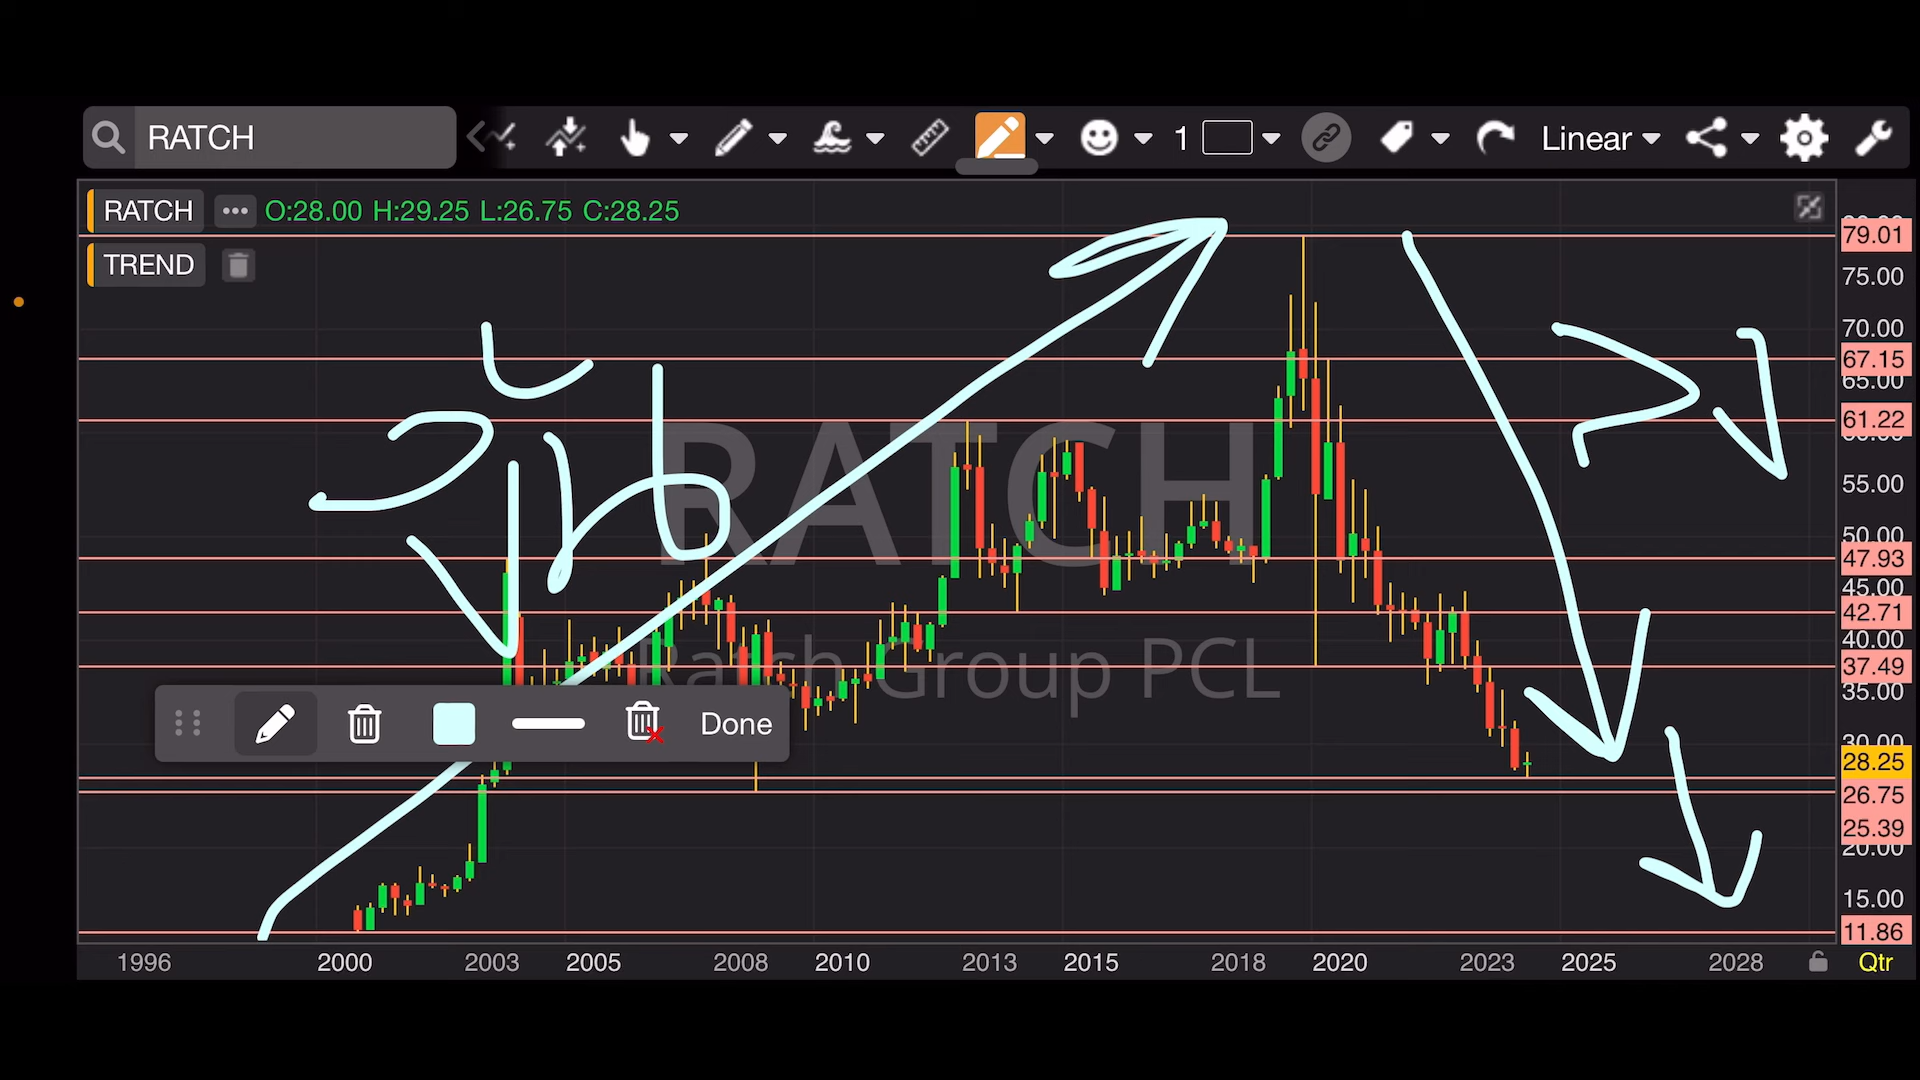 RATCH
1
Linear
RATCH ••• O:28.00 H:29.25 L:26.75 C:28.25
TREND
RATCH
Ratch Group PCL
Done
79.01
75.00
70.00
67.15
65.00
61.22
55.00
50.00
47.93
45.00
42.71
40.00
37.49
35.00
30.00
28.25
26.75
25.39
20.00
15.00
11.86
1996 2000 2003 2005 2008 2010 2013 2015 2018 2020 2023 2025 2028 Qtr